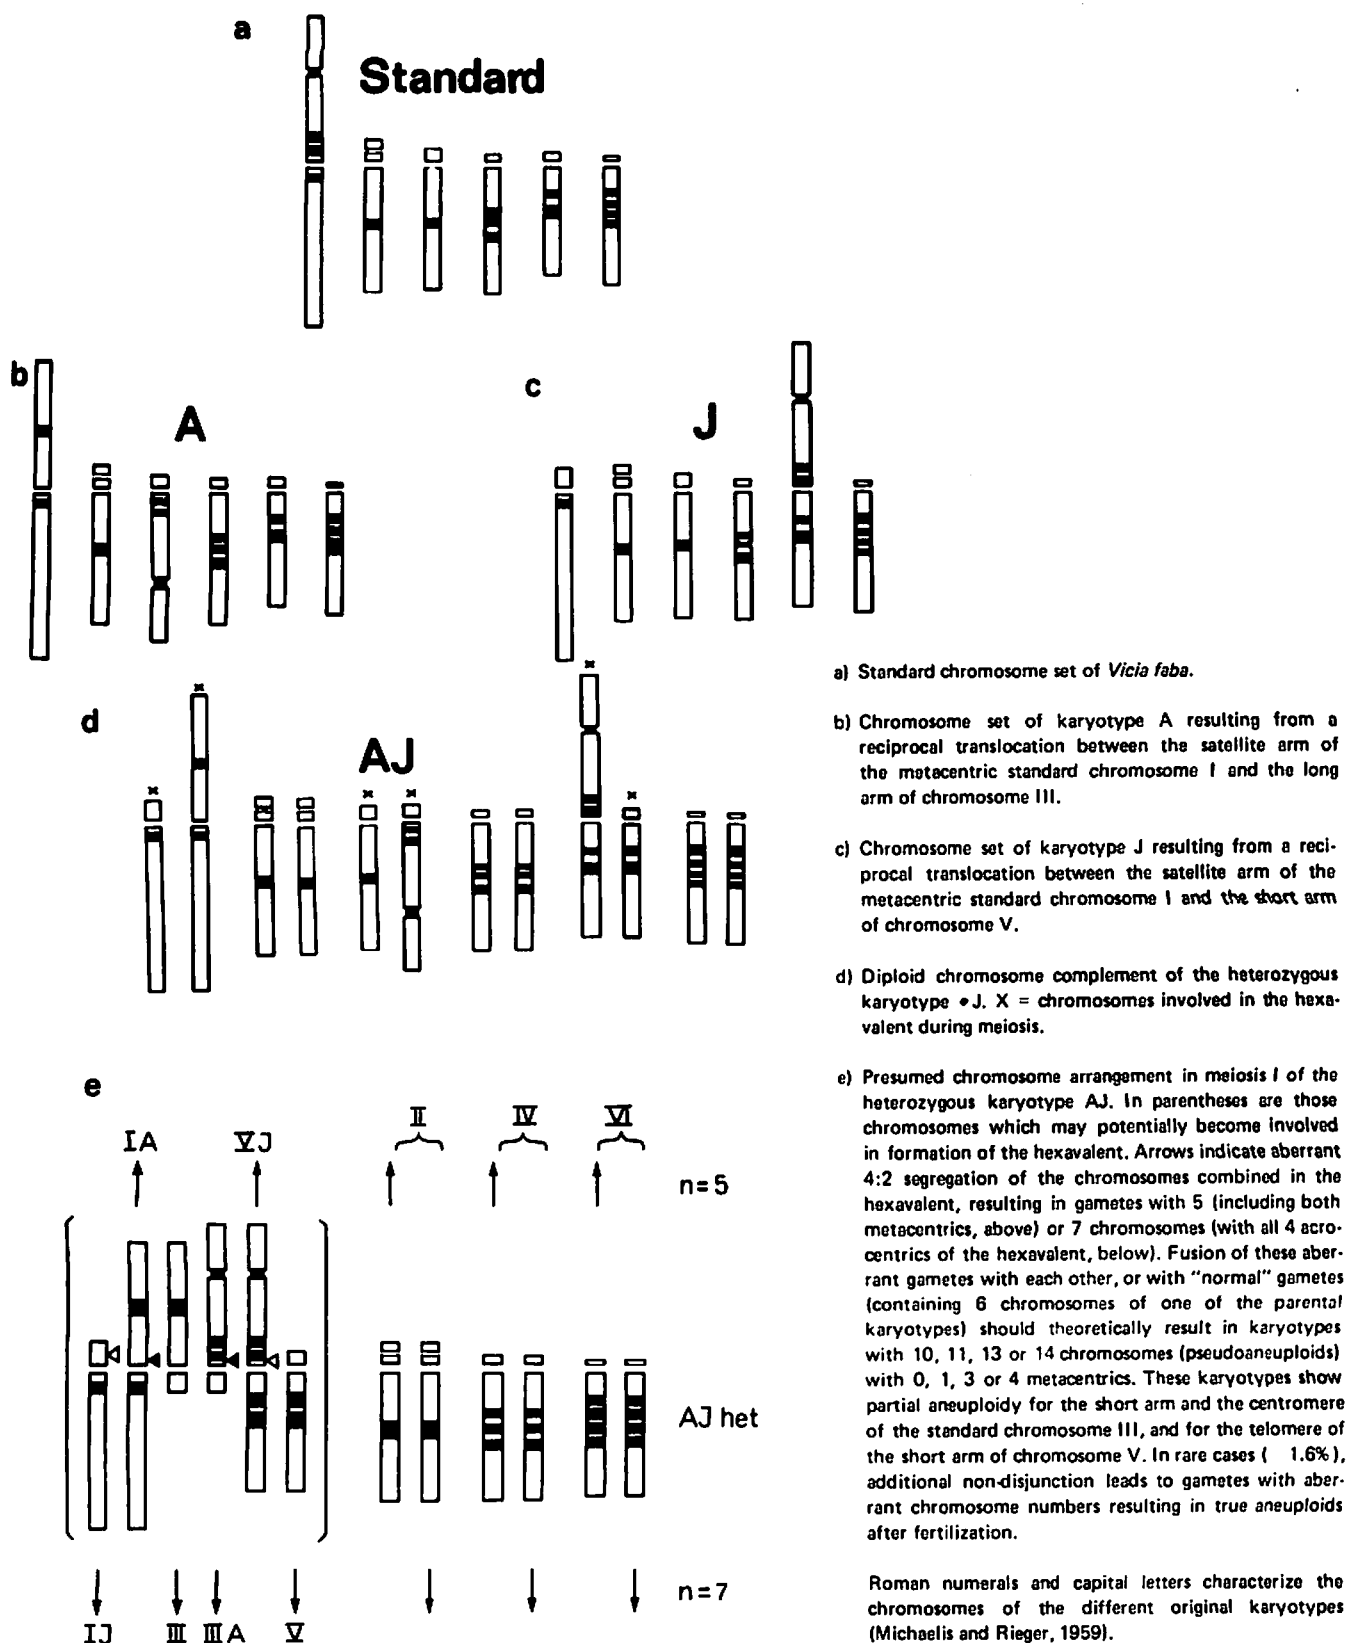 a
Standard
b
A
c
J
d
AJ
x
x
x
x
x
x
x
a) Standard chromosome set of Vicia faba.
b) Chromosome set of karyotype A resulting from a
reciprocal translocation between the satellite arm of
the metacentric standard chromosome I and the long
arm of chromosome III.
c) Chromosome set of karyotype J resulting from a reci-
procal translocation between the satellite arm of the
metacentric standard chromosome I and the short arm
of chromosome V.
d) Diploid chromosome complement of the heterozygous
karyotype •J. X = chromosomes involved in the hexa-
valent during meiosis.
e) Presumed chromosome arrangement in meiosis I of the
heterozygous karyotype AJ. In parentheses are those
chromosomes which may potentially become involved
in formation of the hexavalent. Arrows indicate aberrant
4:2 segregation of the chromosomes combined in the
hexavalent, resulting in gametes with 5 (including both
metacentrics, above) or 7 chromosomes (with all 4 acro-
centrics of the hexavalent, below). Fusion of these aber-
rant gametes with each other, or with "normal" gametes
(containing 6 chromosomes of one of the parental
karyotypes) should theoretically result in karyotypes
with 10, 11, 13 or 14 chromosomes (pseudoaneuploids)
with 0, 1, 3 or 4 metacentrics. These karyotypes show
partial aneuploidy for the short arm and the centromere
of the standard chromosome III, and for the telomere of
the short arm of chromosome V. In rare cases ( 1.6%),
additional non-disjunction leads to gametes with aber-
rant chromosome numbers resulting in true aneuploids
after fertilization.
Roman numerals and capital letters characterize the
chromosomes of the different original karyotypes
(Michaelis and Rieger, 1959).
e
II IV VI
IA VJ
n=5
AJ het
n=7
IJ III IIIA V